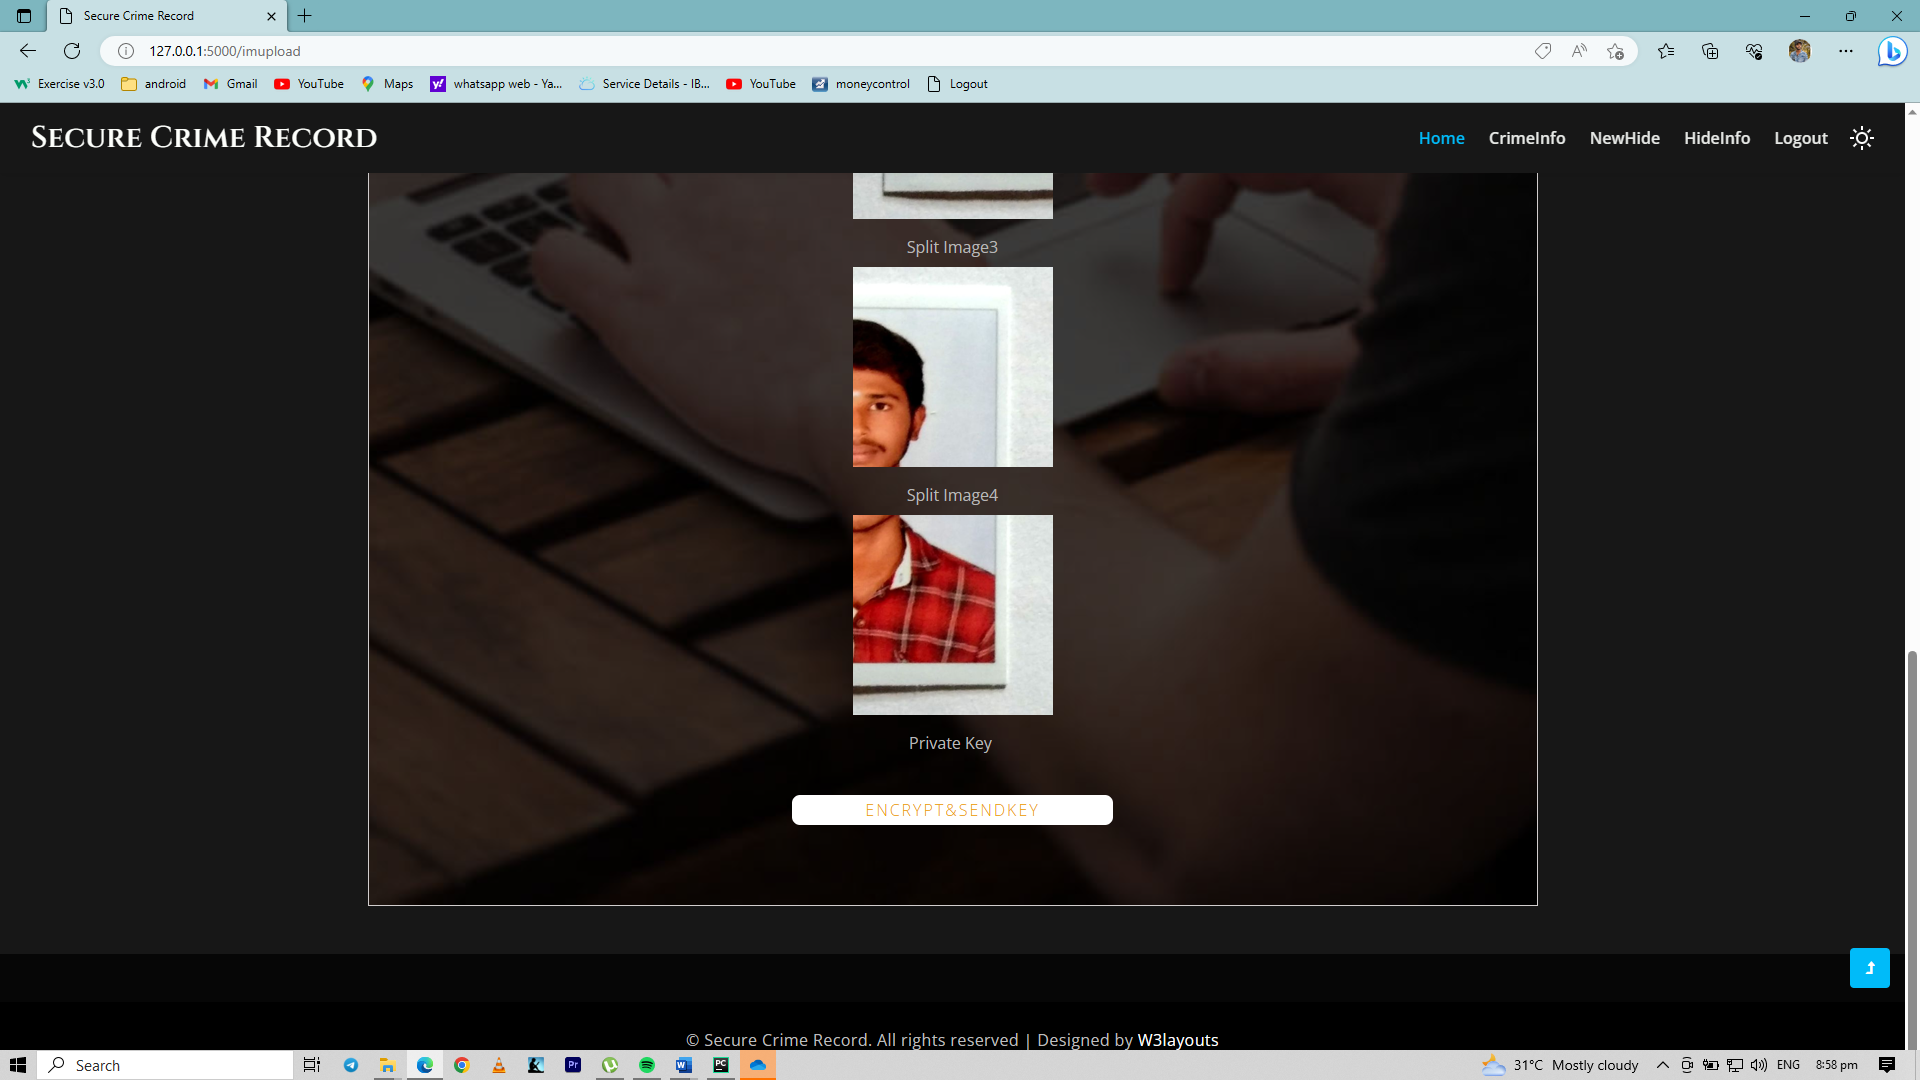 Secure Crime Record
127.0.0.1:5000/imupload
Exercise v3.0
android
Gmail
YouTube
Maps
whatsapp web - Ya...
Service Details - IB...
YouTube
moneycontrol
Logout
Secure Crime Record
Home
CrimeInfo
NewHide
HideInfo
Logout
Split Image3
Split Image4
Private Key
ENCRYPT&SENDKEY
© Secure Crime Record. All rights reserved | Designed by W3layouts
Search
31°C Mostly cloudy
ENG
8:58 pm